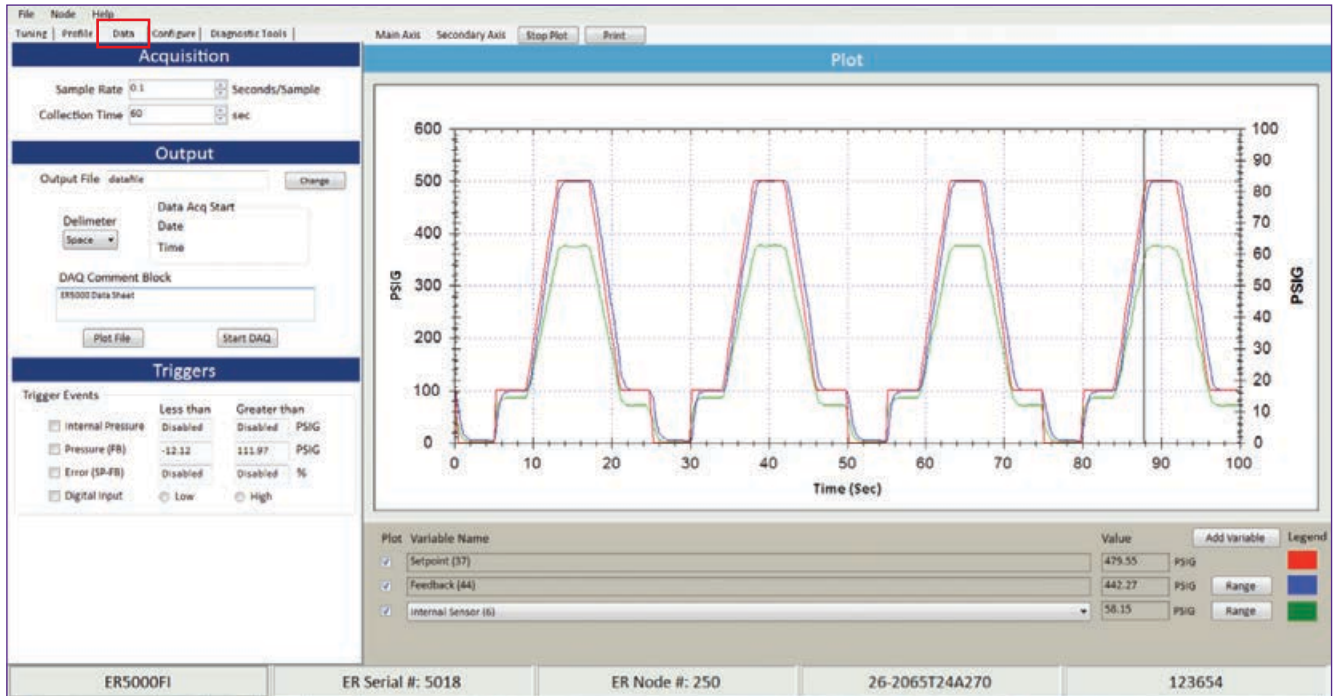 File Node Help
Tuning Profile Data Configure Diagnostic Tools Main Axis Secondary Axis Stop Plot Print
Acquisition
Sample Rate 0.1 Seconds/Sample
Collection Time 60 sec
Output
Output File datafile Change
Data Acq Start
Delimeter
Date
Space
Time
DAQ Comment Block
ER5000 Data Sheet
Plot File Start DAQ
Triggers
Trigger Events
Less than Greater than
Internal Pressure Disabled Disabled PSIG
Pressure (FB) -12.12 111.97 PSIG
Error (SP-FB) Disabled Disabled %
Digital Input Low High
Plot
600
500
400
300
200
100
0
PSIG
100
90
80
70
60
50
40
30
20
10
0
PSIG
0 10 20 30 40 50 60 70 80 90 100
Time (Sec)
Plot Variable Name Value Add Variable Legend
Setpoint (37) 479.55 PSIG
Feedback (44) 442.27 PSIG Range
Internal Sensor (6) 58.15 PSIG Range
ER5000FI ER Serial #: 5018 ER Node #: 250 26-2065T24A270 123654